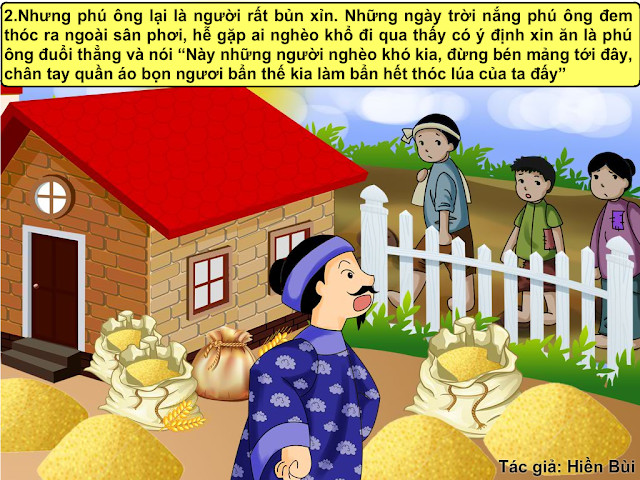 2.Nhưng phú ông lại là người rất bủn xỉn. Những ngày trời nắng phú ông đem
thóc ra ngoài sân phơi, hễ gặp ai nghèo khổ đi qua thấy có ý định xin ăn là phú
ông đuổi thẳng và nói “Này những người nghèo khó kia, đừng bén mảng tới đây,
chân tay quần áo bọn ngươi bẩn thế kia làm bẩn hết thóc lúa của ta đấy”
Tác giả: Hiền Bùi